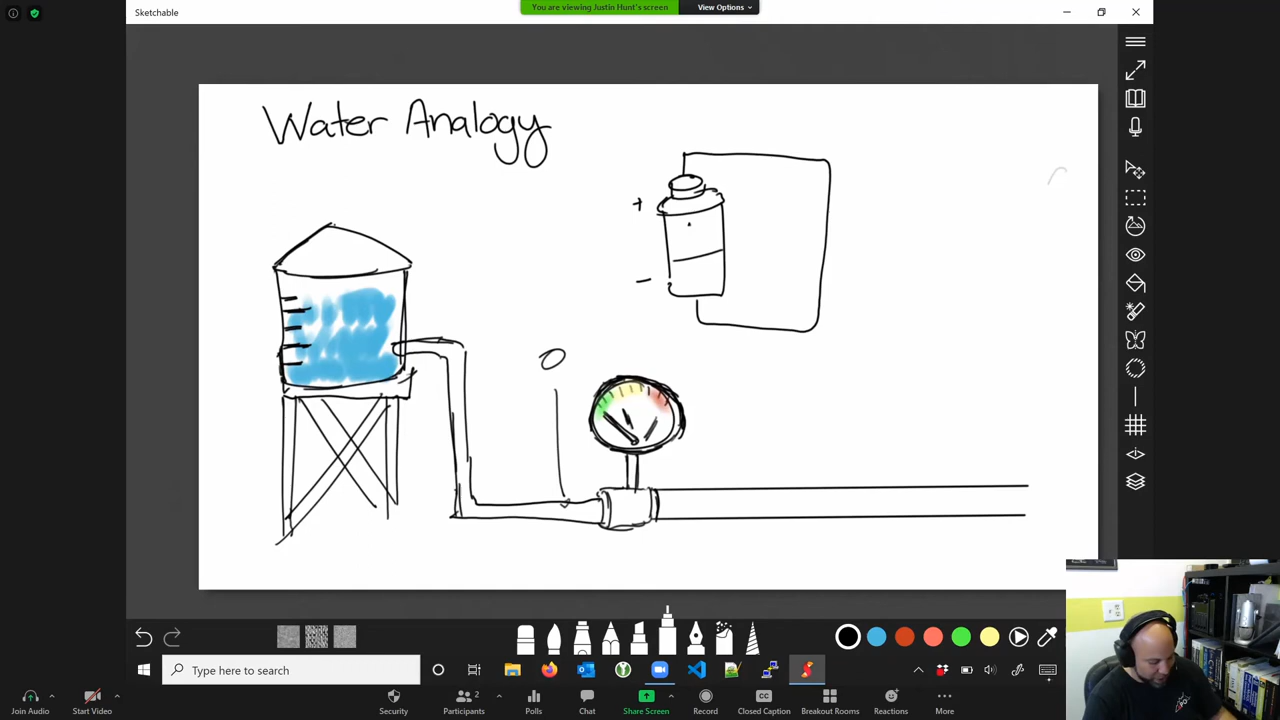 Sketchable
You are viewing Justin Hunt's screen
View Options
Water Analogy
+
-
O
Type here to search
Join Audio
Start Video
Security
Participants
2
Polls
Chat
Share Screen
Record
Closed Caption
Breakout Rooms
Reactions
More